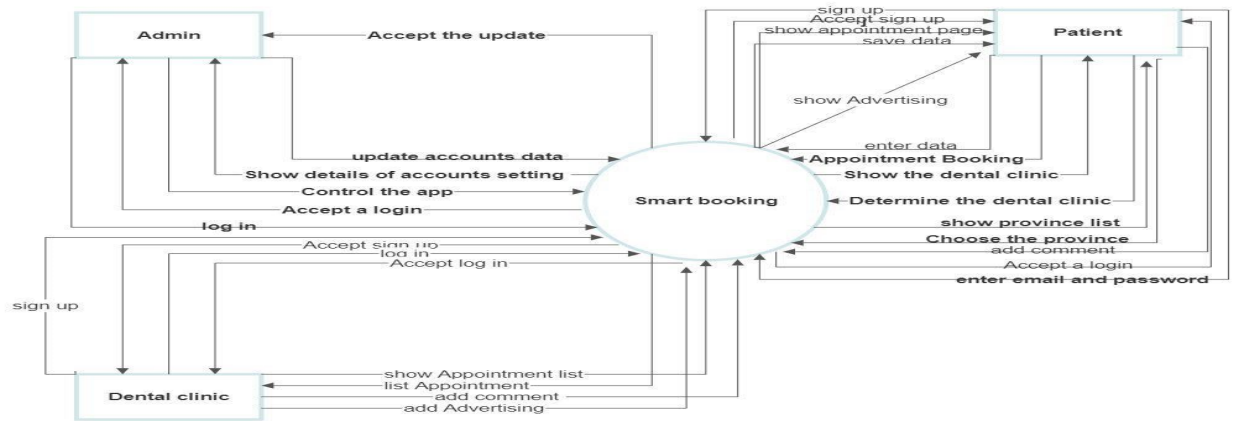 sign up
Accept sign up
Admin
Accept the update
show appointment page
Patient
save data
show Advertising
enter data
update accounts data
Appointment Booking
Show details of accounts setting
Show the dental clinic
Control the app
Smart booking
Determine the dental clinic
Accept a login
log in
show province list
Choose the province
Accept sign up
add comment
log in
Accept log in
Accept a login
enter email and password
sign up
show Appointment list
list Appointment
Dental clinic
add comment
add Advertising